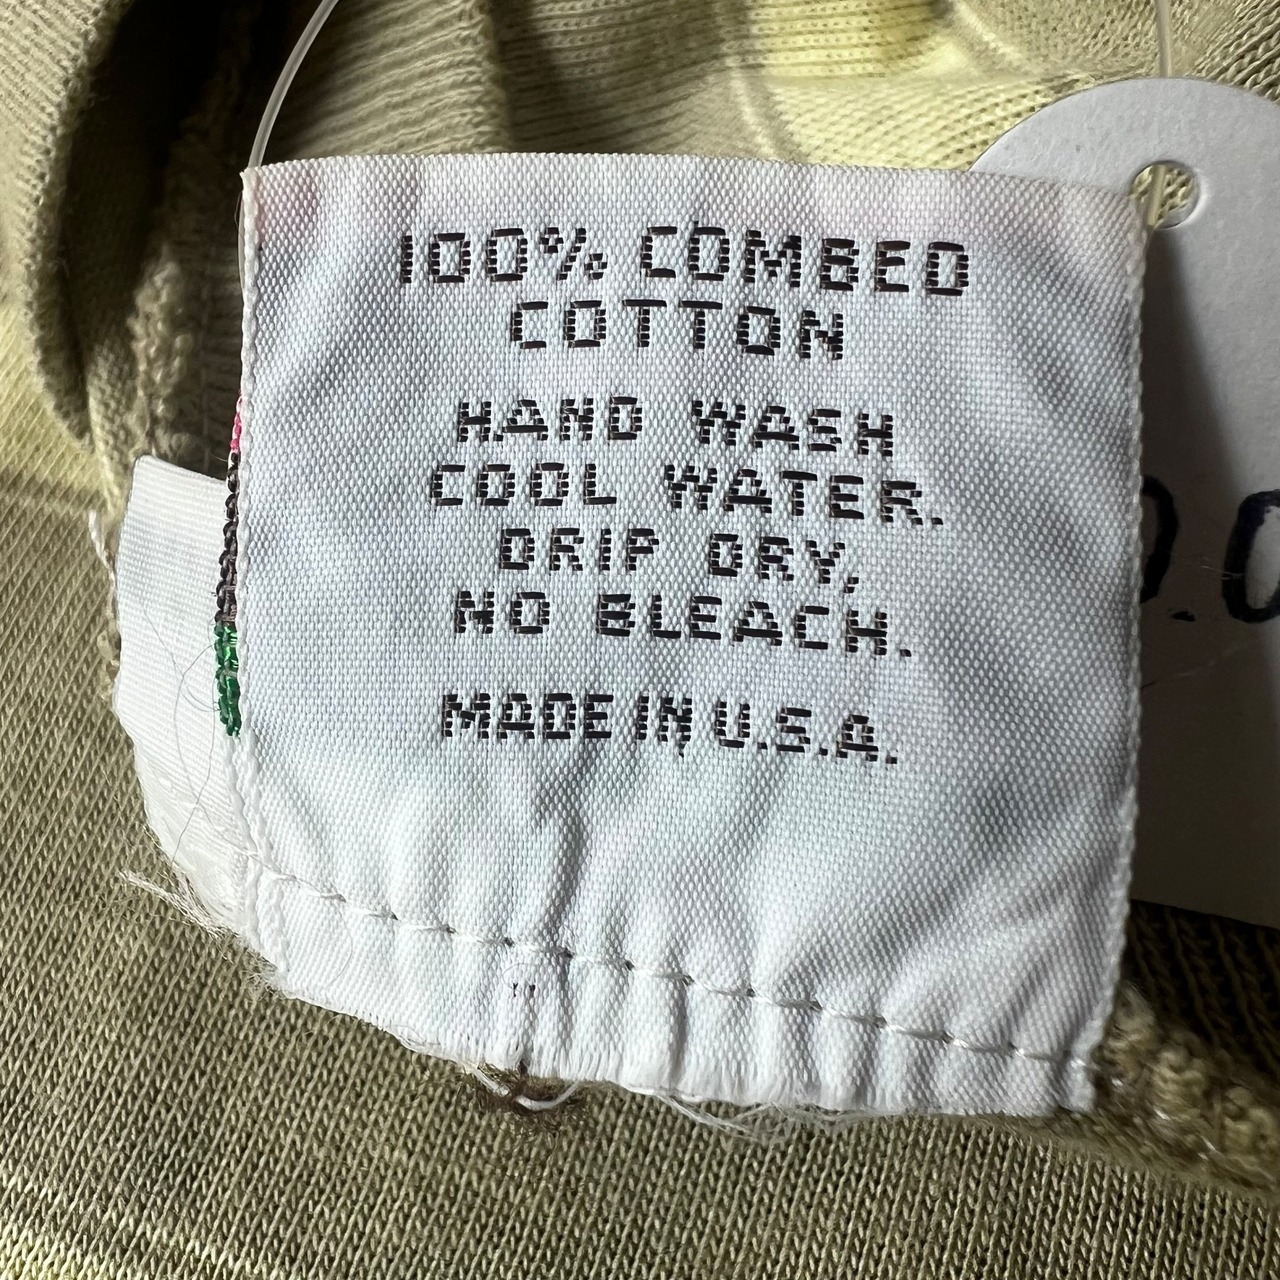 100% COMBED
COTTON
HAND WASH
COOL WATER.
DRIP DRY,
NO BLEACH.
MADE IN U.S.A.